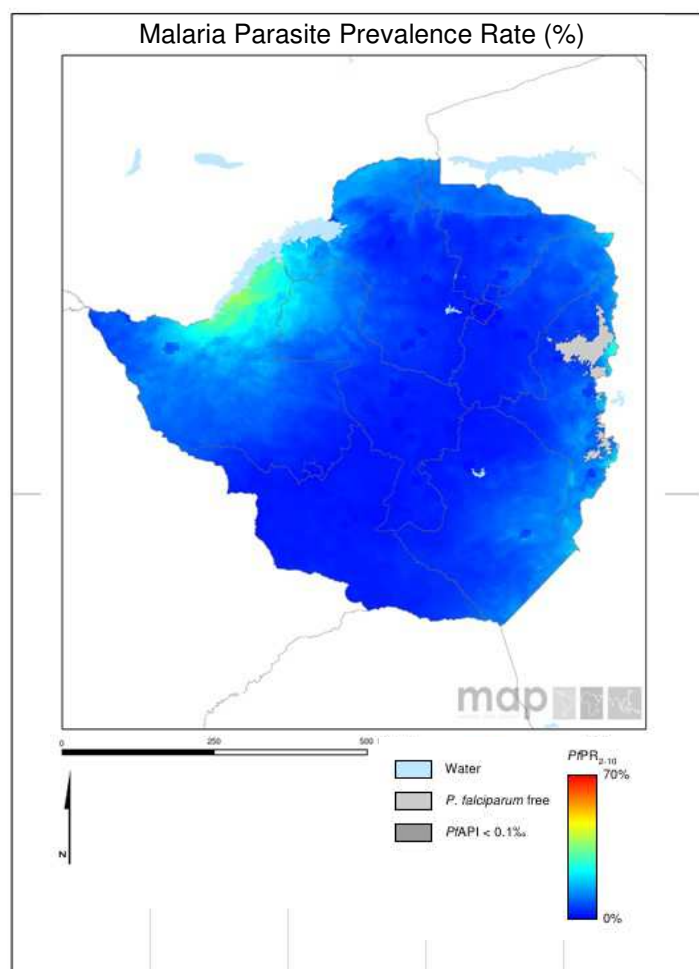 Malaria Parasite Prevalence Rate (%)
map
0 250 500
Water
P. falciparum free
PfAPI < 0.1‰
PfPR2-10
70%
0%
N